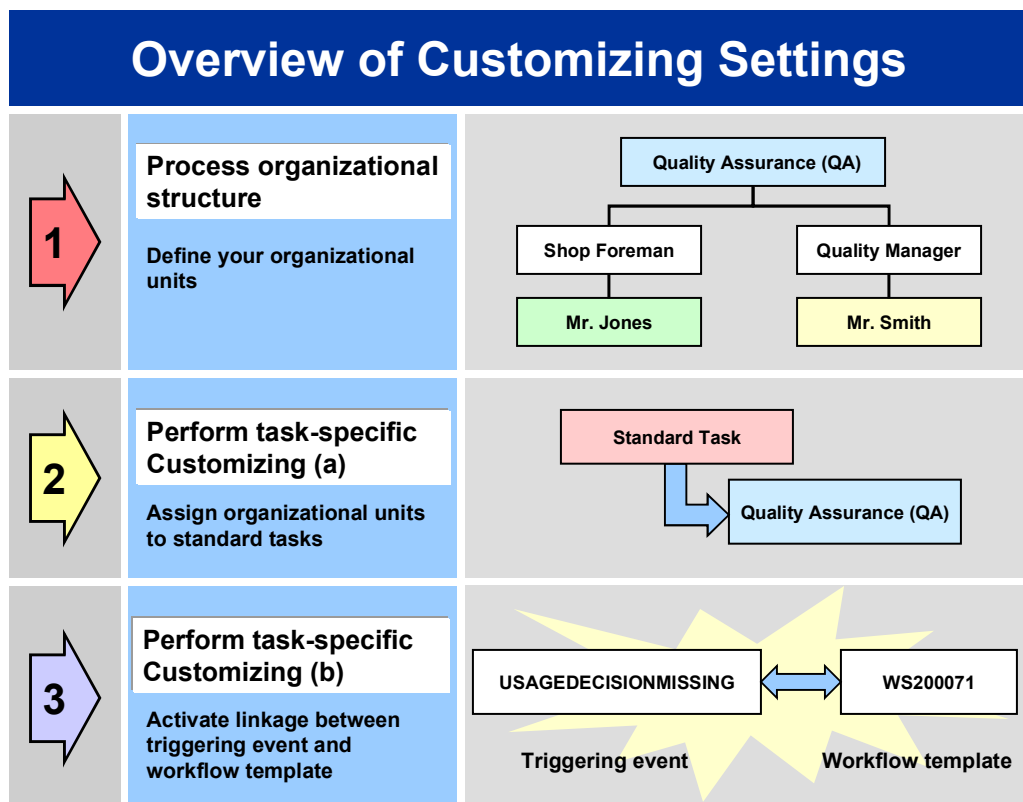 Overview of Customizing Settings
1
Process organizational
structure
Define your organizational
units
Quality Assurance (QA)
Shop Foreman
Quality Manager
Mr. Jones
Mr. Smith
2
Perform task-specific
Customizing (a)
Assign organizational units
to standard tasks
Standard Task
Quality Assurance (QA)
3
Perform task-specific
Customizing (b)
Activate linkage between
triggering event and
workflow template
USAGEDECISIONMISSING
WS200071
Triggering event
Workflow template